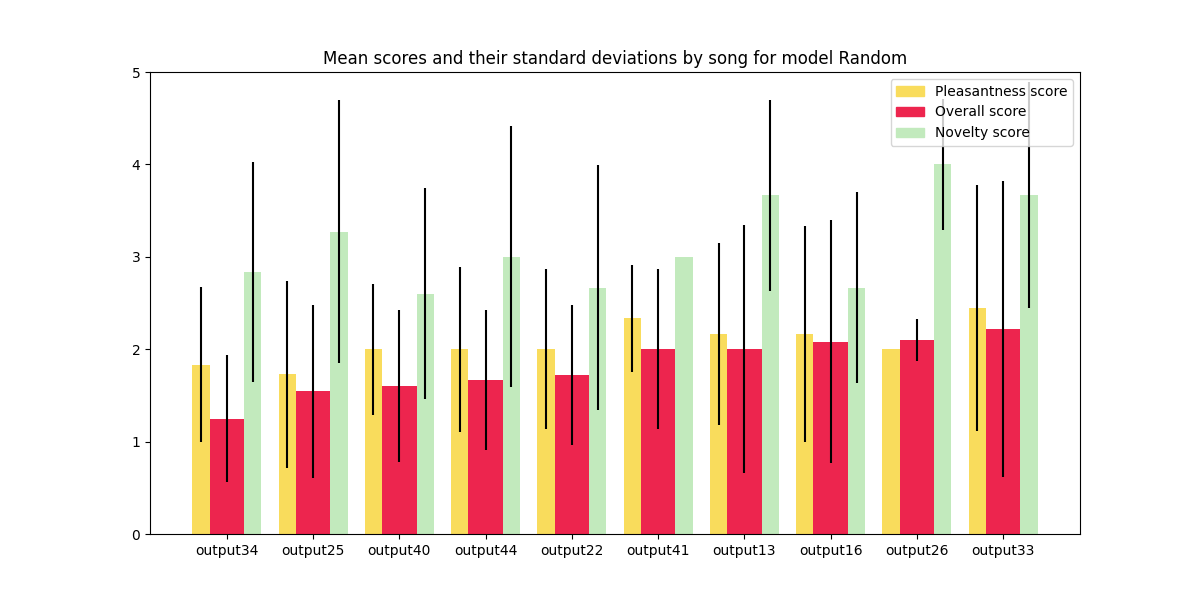 Mean scores and their standard deviations by song for model Random
5
4
3
2
1
0
Pleasantness score
Overall score
Novelty score
output34 output25 output40 output44 output22 output41 output13 output16 output26 output33